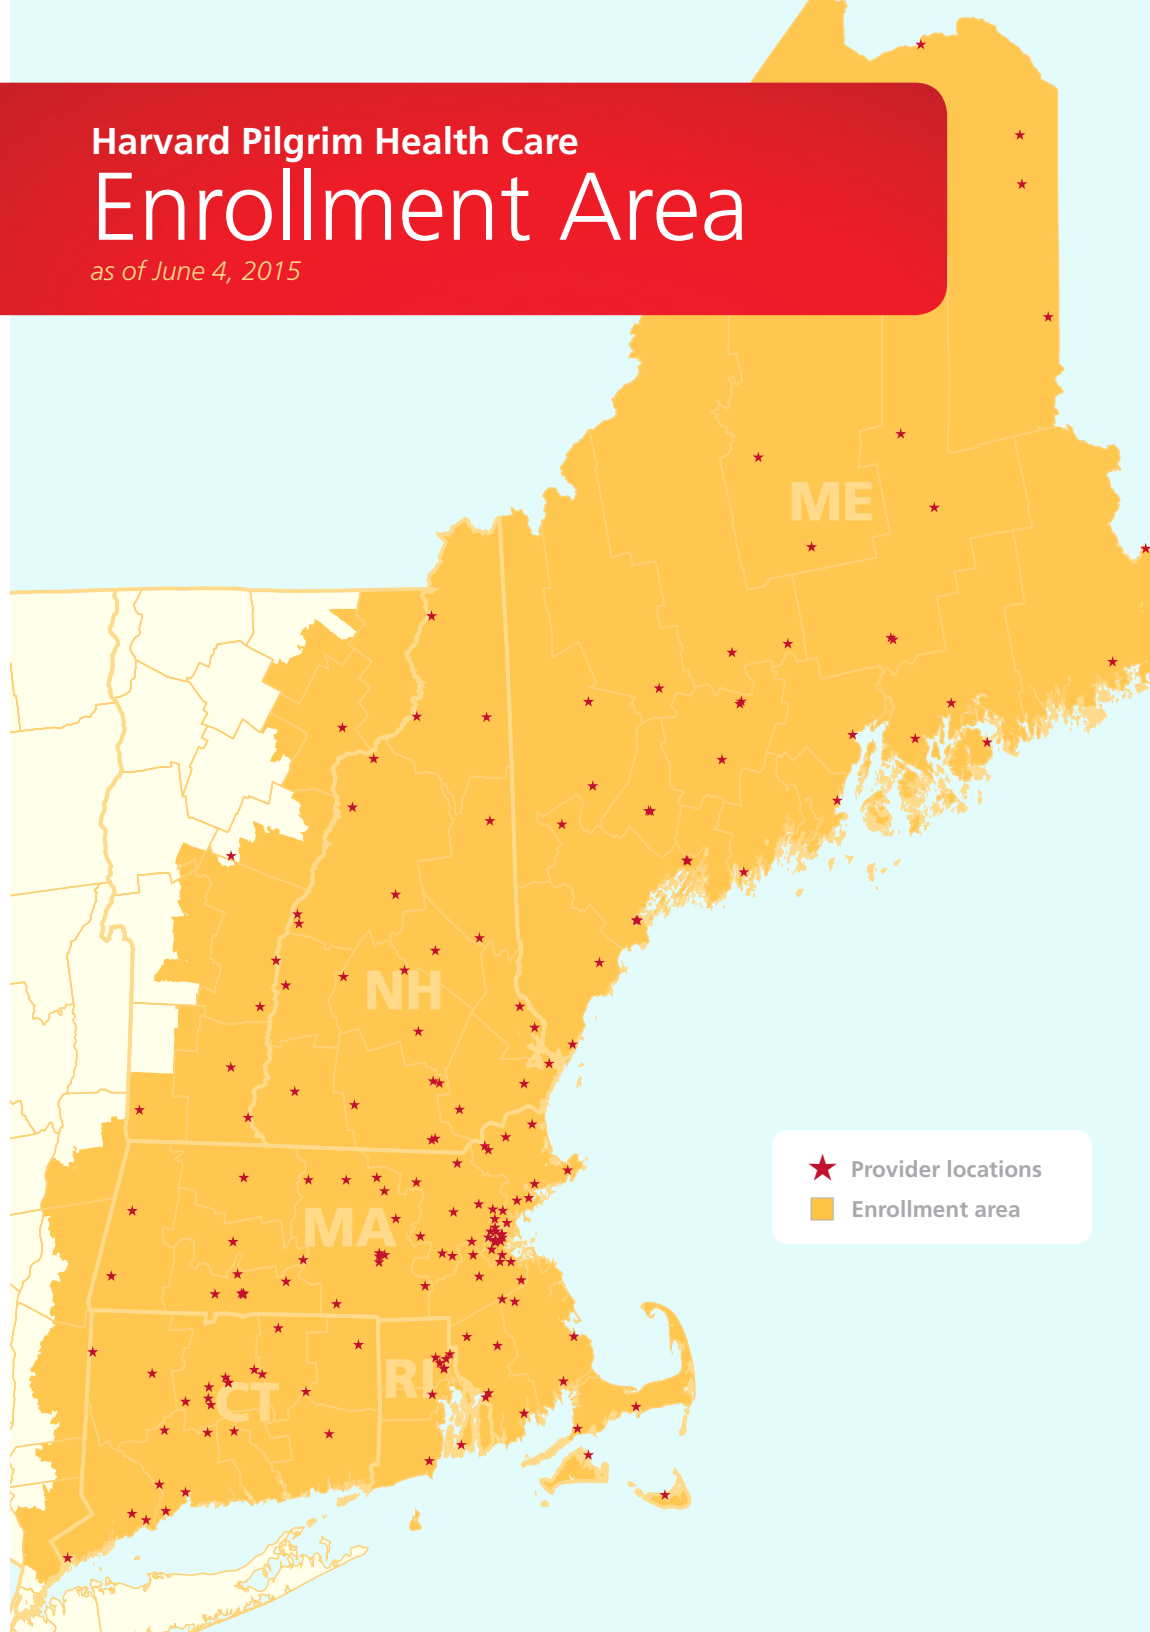 Harvard Pilgrim Health Care
Enrollment Area
as of June 4, 2015
ME
NH
MA
RI
CT
Provider locations
Enrollment area